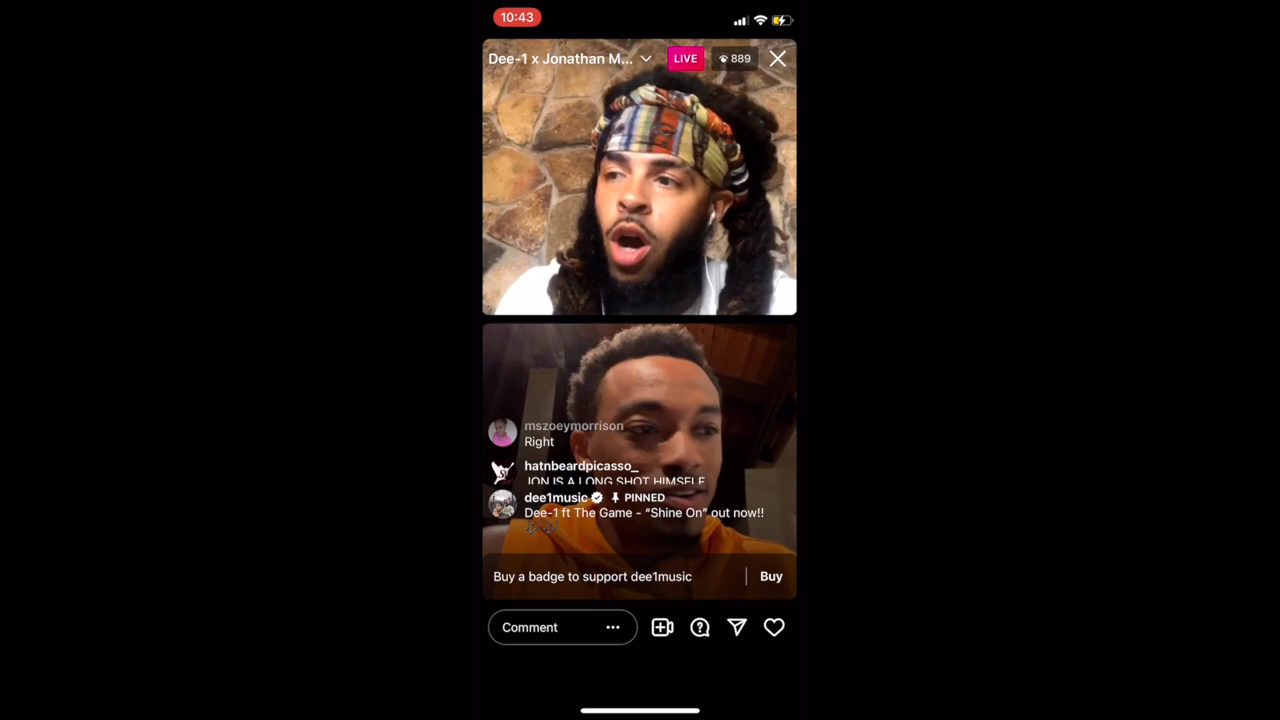 10:43
Dee-1 x Jonathan M...
LIVE
889
mszoeymorrison
Right
hatnbeardpicasso_
JON IS A LONG SHOT HIMSELF
dee1music PINNED
Dee-1 ft The Game - “Shine On” out now!!
Buy a badge to support dee1music
Buy
Comment